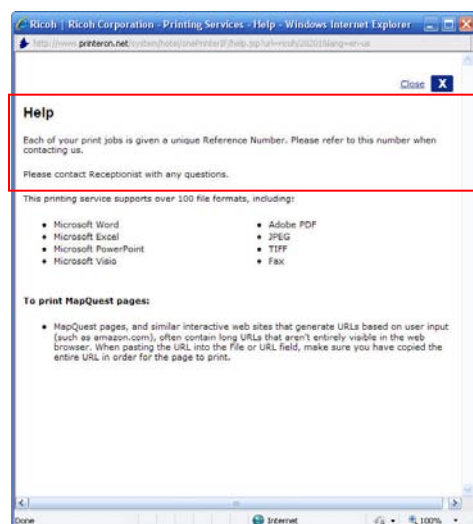 Ricoh | Ricoh Corporation - Printing Services - Help - Windows Internet Explorer
Close X
Help
Each of your print jobs is given a unique Reference Number. Please refer to this number when
contacting us.
Please contact Receptionist with any questions.
This printing service supports over 100 file formats, including:
• Microsoft Word
• Microsoft Excel
• Microsoft PowerPoint
• Microsoft Visio
• Adobe PDF
• JPEG
• TIFF
• Fax
To print MapQuest pages:
• MapQuest pages, and similar interactive web sites that generate URLs based on user input
(such as amazon.com), often contain long URLs that aren't entirely visible in the web
browser. When pasting the URL into the File or URL field, make sure you have copied the
entire URL in order for the page to print.
Done
Internet
100%